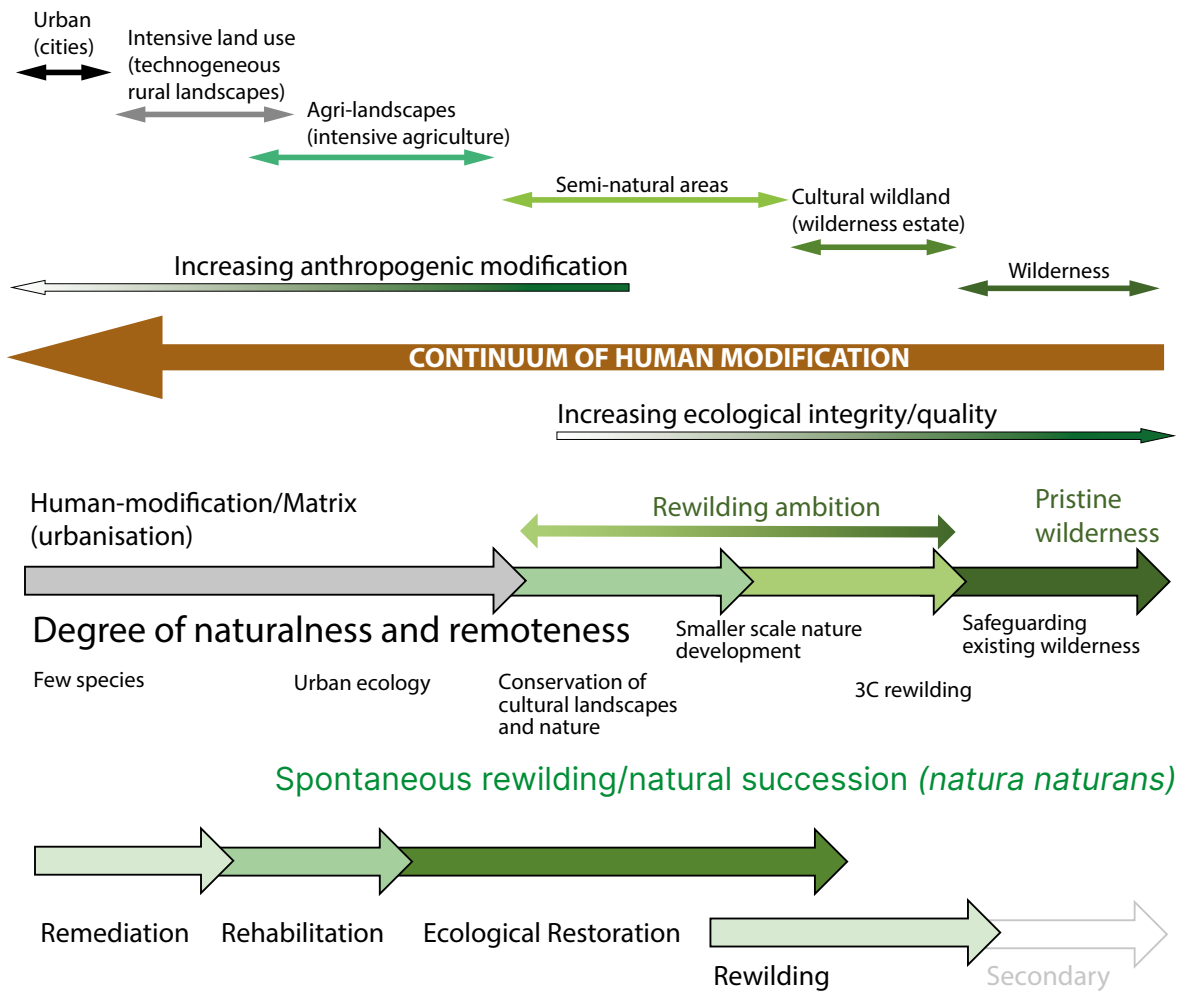 Urban
(cities)
Intensive land use
(technogeneous
rural landscapes)
Agri-landscapes
(intensive agriculture)
Semi-natural areas
Cultural wildland
(wilderness estate)
Wilderness
Increasing anthropogenic modification
CONTINUUM OF HUMAN MODIFICATION
Increasing ecological integrity/quality
Human-modification/Matrix
(urbanisation)
Rewilding ambition
Pristine
wilderness
Degree of naturalness and remoteness
Smaller scale nature
development
Safeguarding
existing wilderness
Few species
Urban ecology
Conservation of
cultural landscapes
and nature
3C rewilding
Spontaneous rewilding/natural succession (natura naturans)
Remediation
Rehabilitation
Ecological Restoration
Rewilding
Secondary